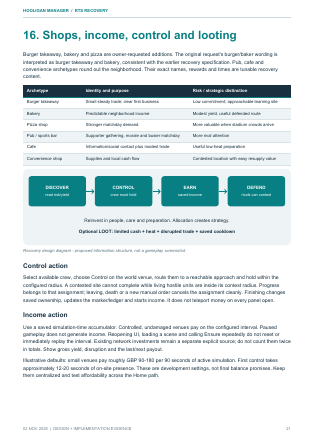 HOOLIGAN MANAGER / RTS RECOVERY
16. Shops, income, control and looting
Burger takeaway, bakery and pizza are owner-requested additions. The original request's burger/baker wording is
interpreted as burger takeaway and bakery, consistent with the earlier recovery specification. Pub, cafe and
convenience archetypes round out the neighborhood. Their exact names, rewards and times are tunable recovery
content.
Archetype Identity and purpose Risk / strategic distinction
Burger takeaway Small steady trade; clear first business Low commitment; approachable learning site
Bakery Predictable neighborhood income Modest yield, useful defended route
Pizza shop Stronger matchday demand More valuable when stadium crowds arrive
Pub / sports bar Supporter gathering, morale and busier matchday More rival attention
Cafe Informational/social contact plus modest trade Useful low-heat preparation
Convenience shop Supplies and local cash flow Contested location with easy resupply value
DISCOVER CONTROL EARN DEFEND
Reinvest in people, care and preparation. Allocation creates strategy.
Optional LOOT: limited cash + heat + disrupted trade + saved cooldown
Recovery design diagram - proposed information structure, not a gameplay screenshot.
Control action
Select available crew, choose Control on the world venue, route them to a reachable approach and hold within the
configured radius. A contested site cannot complete while living hostile units are inside its contest radius. Progress
belongs to that assignment; leaving, death or a new manual order cancels the assignment cleanly. Finishing changes
saved ownership, updates the market/ledger and starts income. It does not teleport money on every panel open.
Income action
Use a saved simulation-time accumulator. Controlled, undamaged venues pay on the configured interval. Paused
gameplay does not generate income. Reopening UI, loading a scene and calling Ensure repeatedly do not reset or
immediately replay the interval. Existing network investments remain a separate explicit source; do not count them twice
in totals. Show gross yield, disruption and the last/next payout.
Illustrative defaults: small venues pay roughly GBP 90-180 per 90 seconds of active simulation. First control takes
approximately 12-20 seconds of on-site presence. These are development settings, not final balance promises. Keep
them centralized and test affordability across the Home path.
02 NOV 2026 | DESIGN + IMPLEMENTATION EVIDENCE